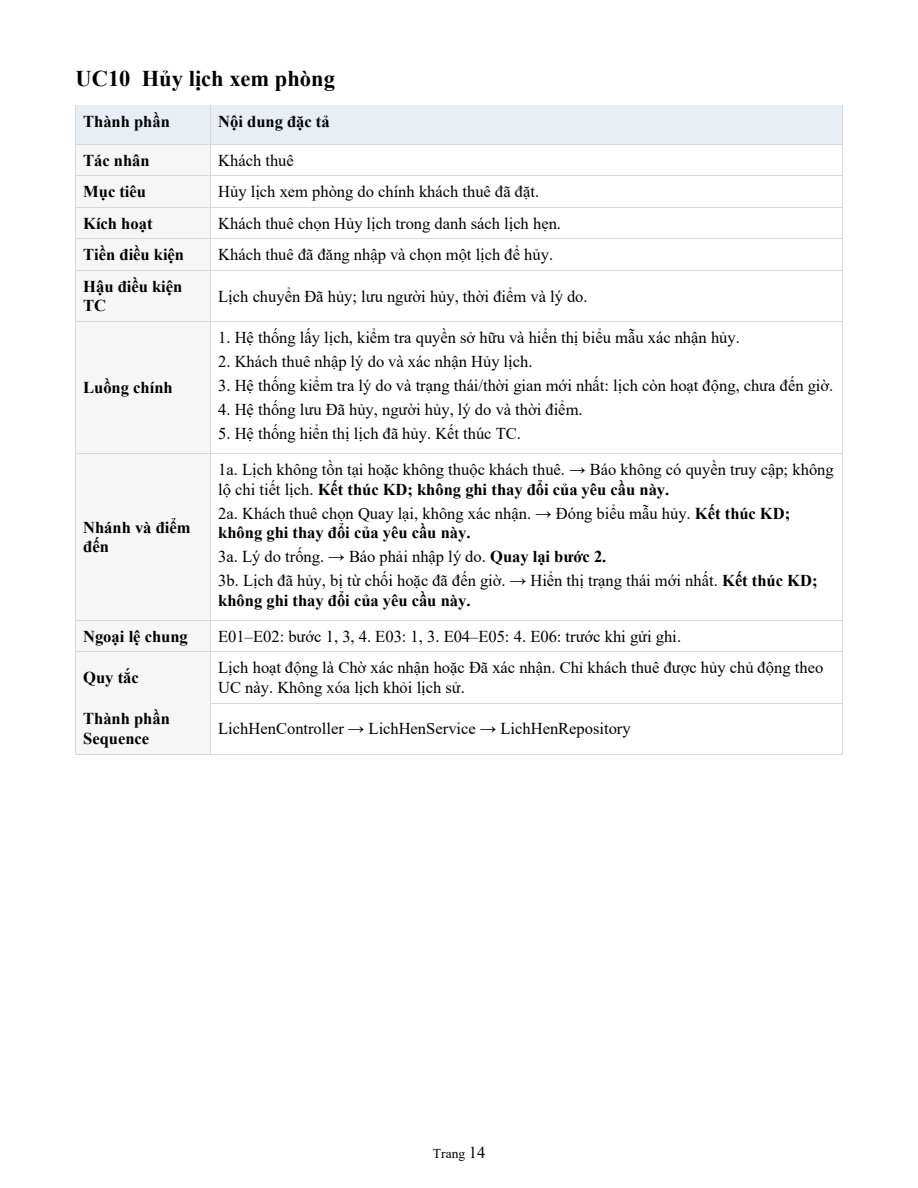 UC10 Hủy lịch xem phòng
Thành phần
Nội dung đặc tả
Tác nhân
Khách thuê
Mục tiêu
Hủy lịch xem phòng do chính khách thuê đã đặt.
Kích hoạt
Khách thuê chọn Hủy lịch trong danh sách lịch hẹn.
Tiền điều kiện
Khách thuê đã đăng nhập và chọn một lịch để hủy.
Hậu điều kiện
TC
Lịch chuyển Đã hủy; lưu người hủy, thời điểm và lý do.
Luồng chính
1. Hệ thống lấy lịch, kiểm tra quyền sở hữu và hiển thị biểu mẫu xác nhận hủy.
2. Khách thuê nhập lý do và xác nhận Hủy lịch.
3. Hệ thống kiểm tra lý do và trạng thái/thời gian mới nhất: lịch còn hoạt động, chưa đến giờ.
4. Hệ thống lưu Đã hủy, người hủy, lý do và thời điểm.
5. Hệ thống hiển thị lịch đã hủy. Kết thúc TC.
Nhánh và điểm
đến
1a. Lịch không tồn tại hoặc không thuộc khách thuê. → Báo không có quyền truy cập; không
lộ chi tiết lịch. Kết thúc KD; không ghi thay đổi của yêu cầu này.
2a. Khách thuê chọn Quay lại, không xác nhận. → Đóng biểu mẫu hủy. Kết thúc KD;
không ghi thay đổi của yêu cầu này.
3a. Lý do trống. → Báo phải nhập lý do. Quay lại bước 2.
3b. Lịch đã hủy, bị từ chối hoặc đã đến giờ. → Hiển thị trạng thái mới nhất. Kết thúc KD;
không ghi thay đổi của yêu cầu này.
Ngoại lệ chung
E01–E02: bước 1, 3, 4. E03: 1, 3. E04–E05: 4. E06: trước khi gửi ghi.
Quy tắc
Lịch hoạt động là Chờ xác nhận hoặc Đã xác nhận. Chỉ khách thuê được hủy chủ động theo
UC này. Không xóa lịch khỏi lịch sử.
Thành phần
Sequence
LichHenController → LichHenService → LichHenRepository
Trang 14